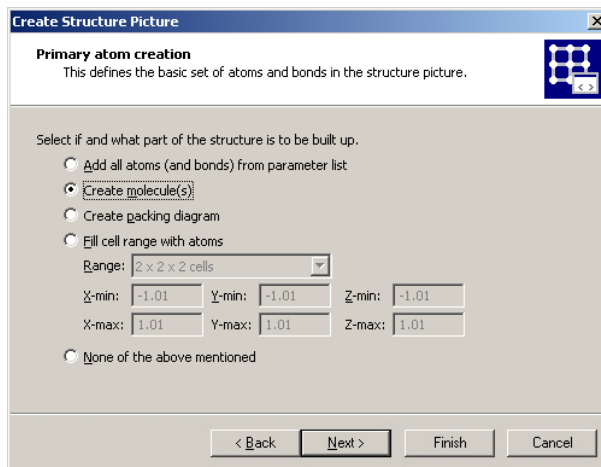 Create Structure Picture
Primary atom creation
This defines the basic set of atoms and bonds in the structure picture.
Select if and what part of the structure is to be built up.
Add all atoms (and bonds) from parameter list
Create molecule(s)
Create packing diagram
Fill cell range with atoms
Range: 2 x 2 x 2 cells
X-min: -1.01 Y-min: -1.01 Z-min: -1.01
X-max: 1.01 Y-max: 1.01 Z-max: 1.01
None of the above mentioned
< Back Next > Finish Cancel